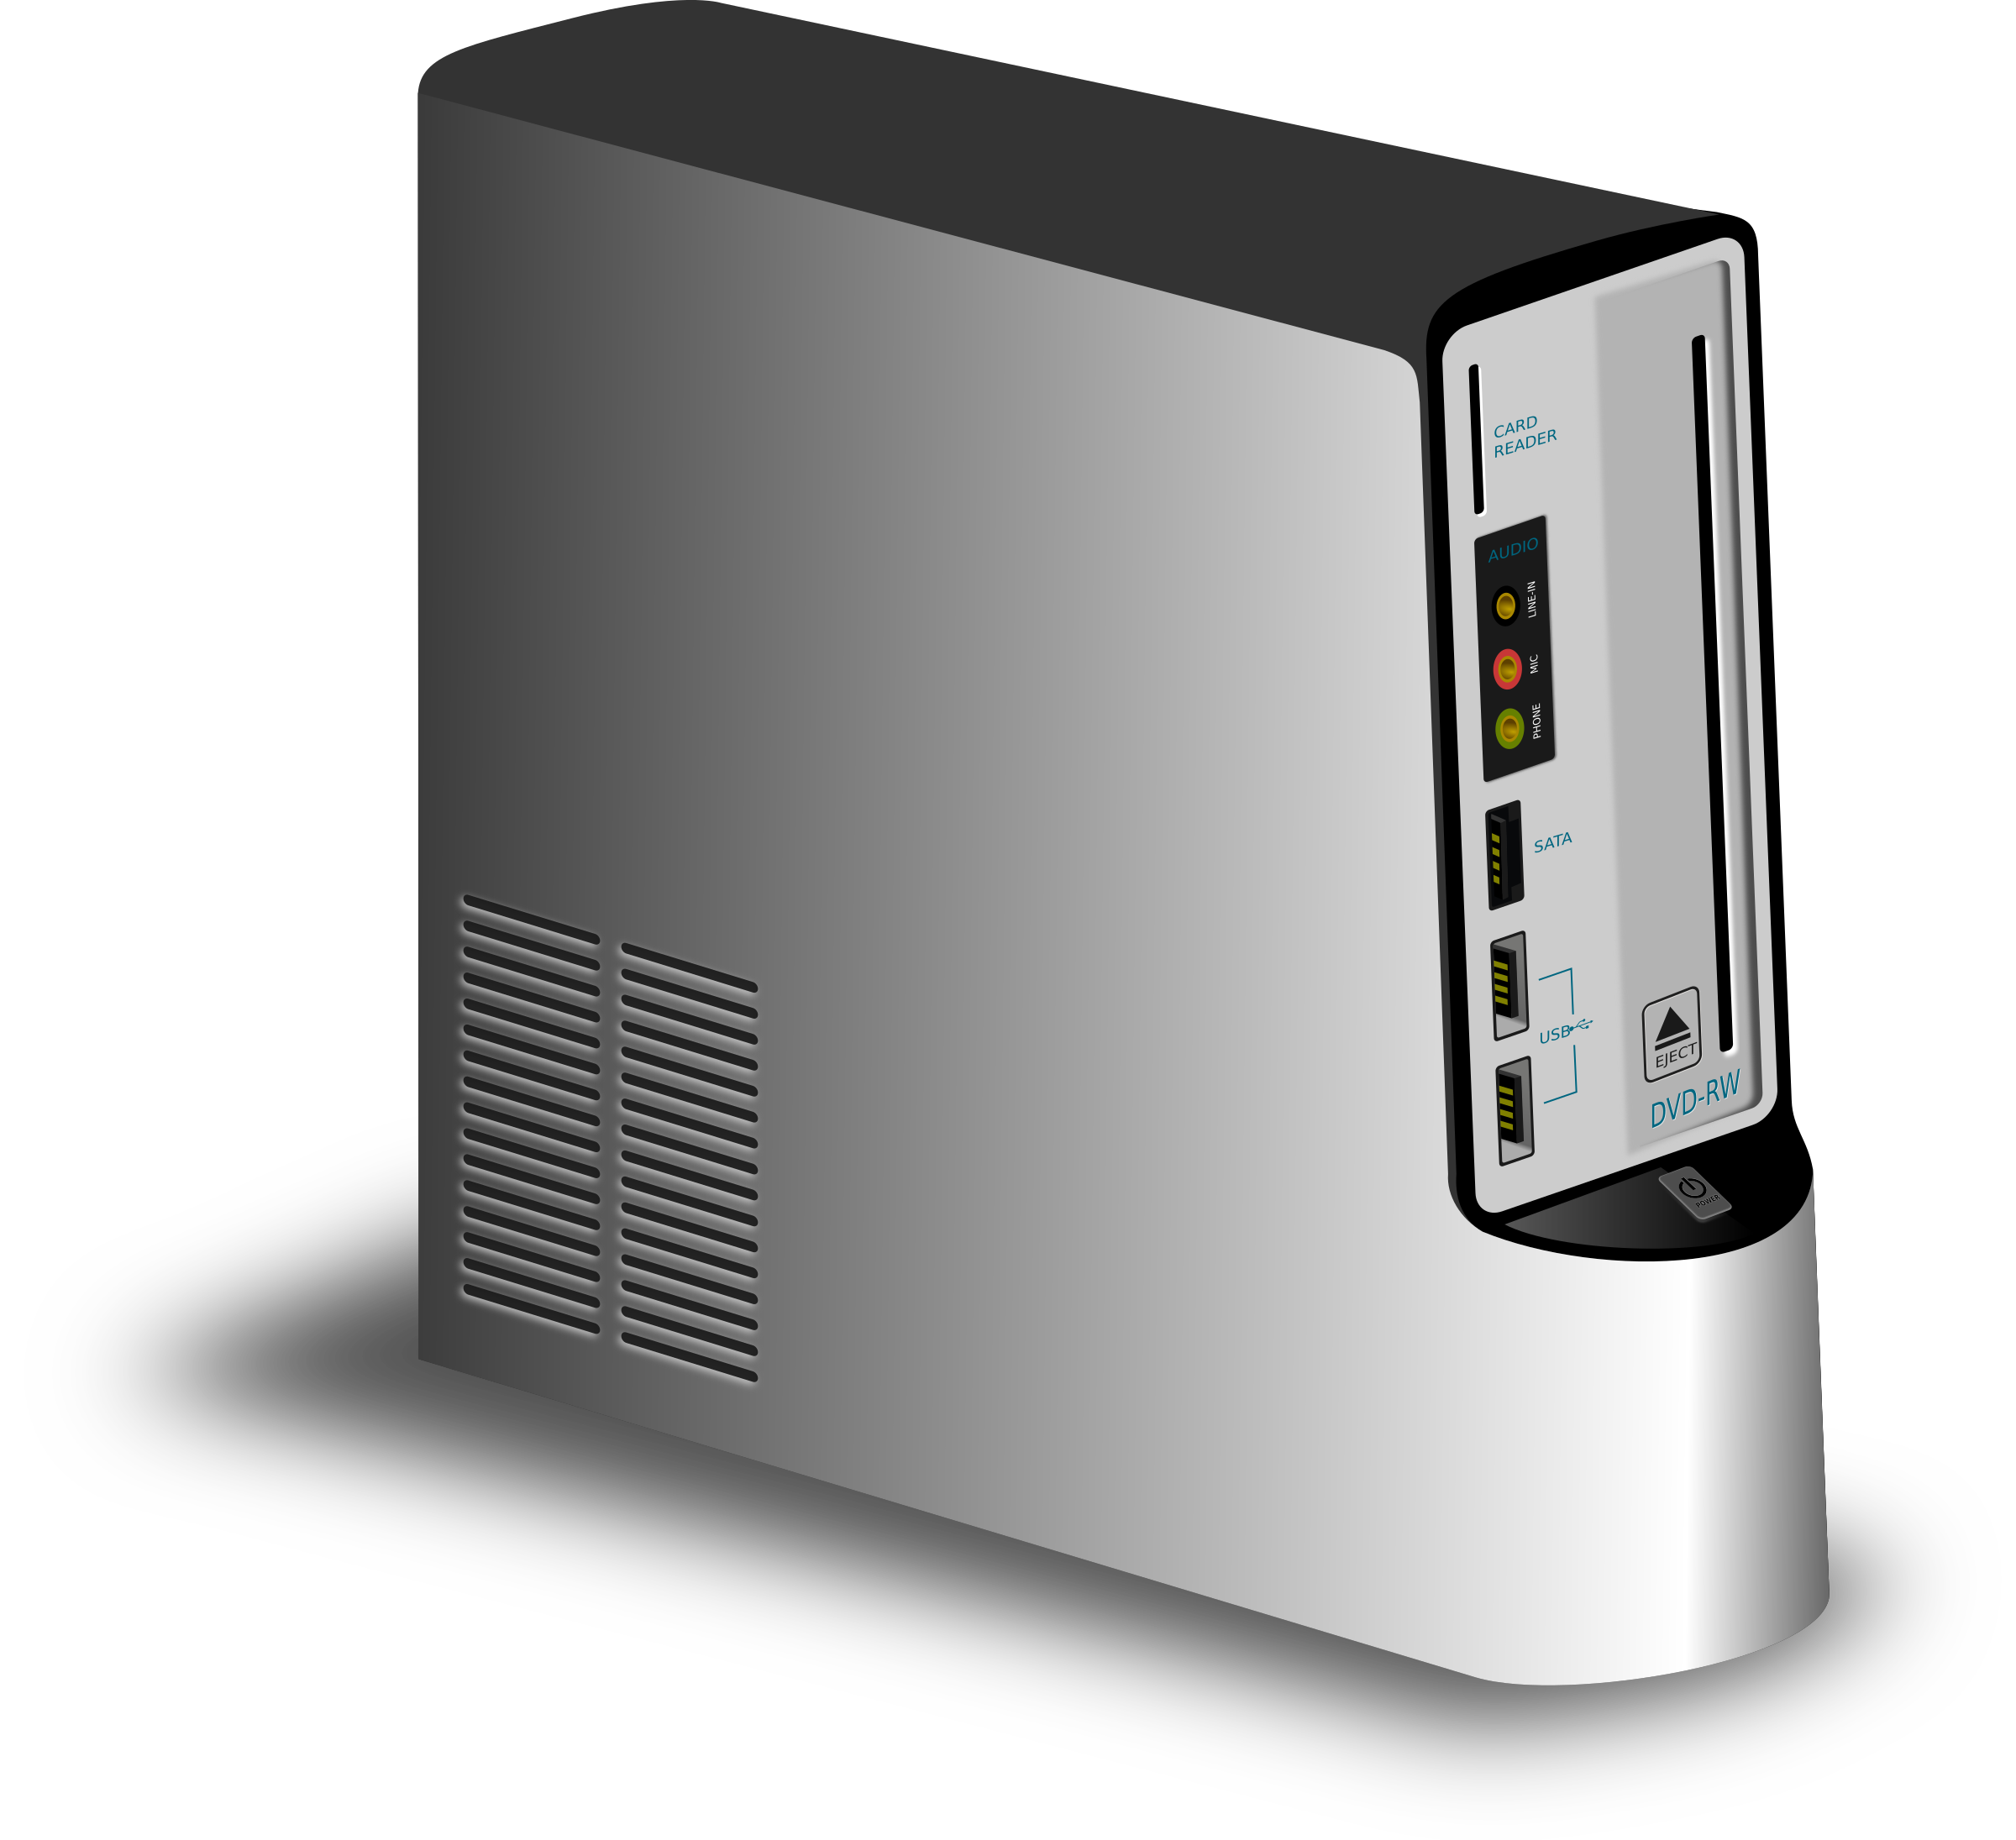 CARD
READER
AUDIO
LINE-IN
MIC
PHONE
SATA
USB
EJECT
DVD-RW
POWER